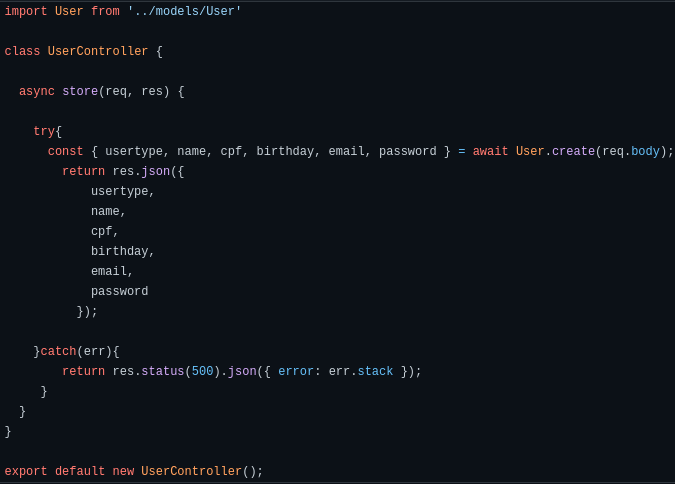 import User from '../models/User'
class UserController {
async store(req, res) {
try{
const { usertype, name, cpf, birthday, email, password } = await User.create(req.body);
return res.json({
usertype,
name,
cpf,
birthday,
email,
password
});
}catch(err){
return res.status(500).json({ error: err.stack });
}
}
}
export default new UserController();